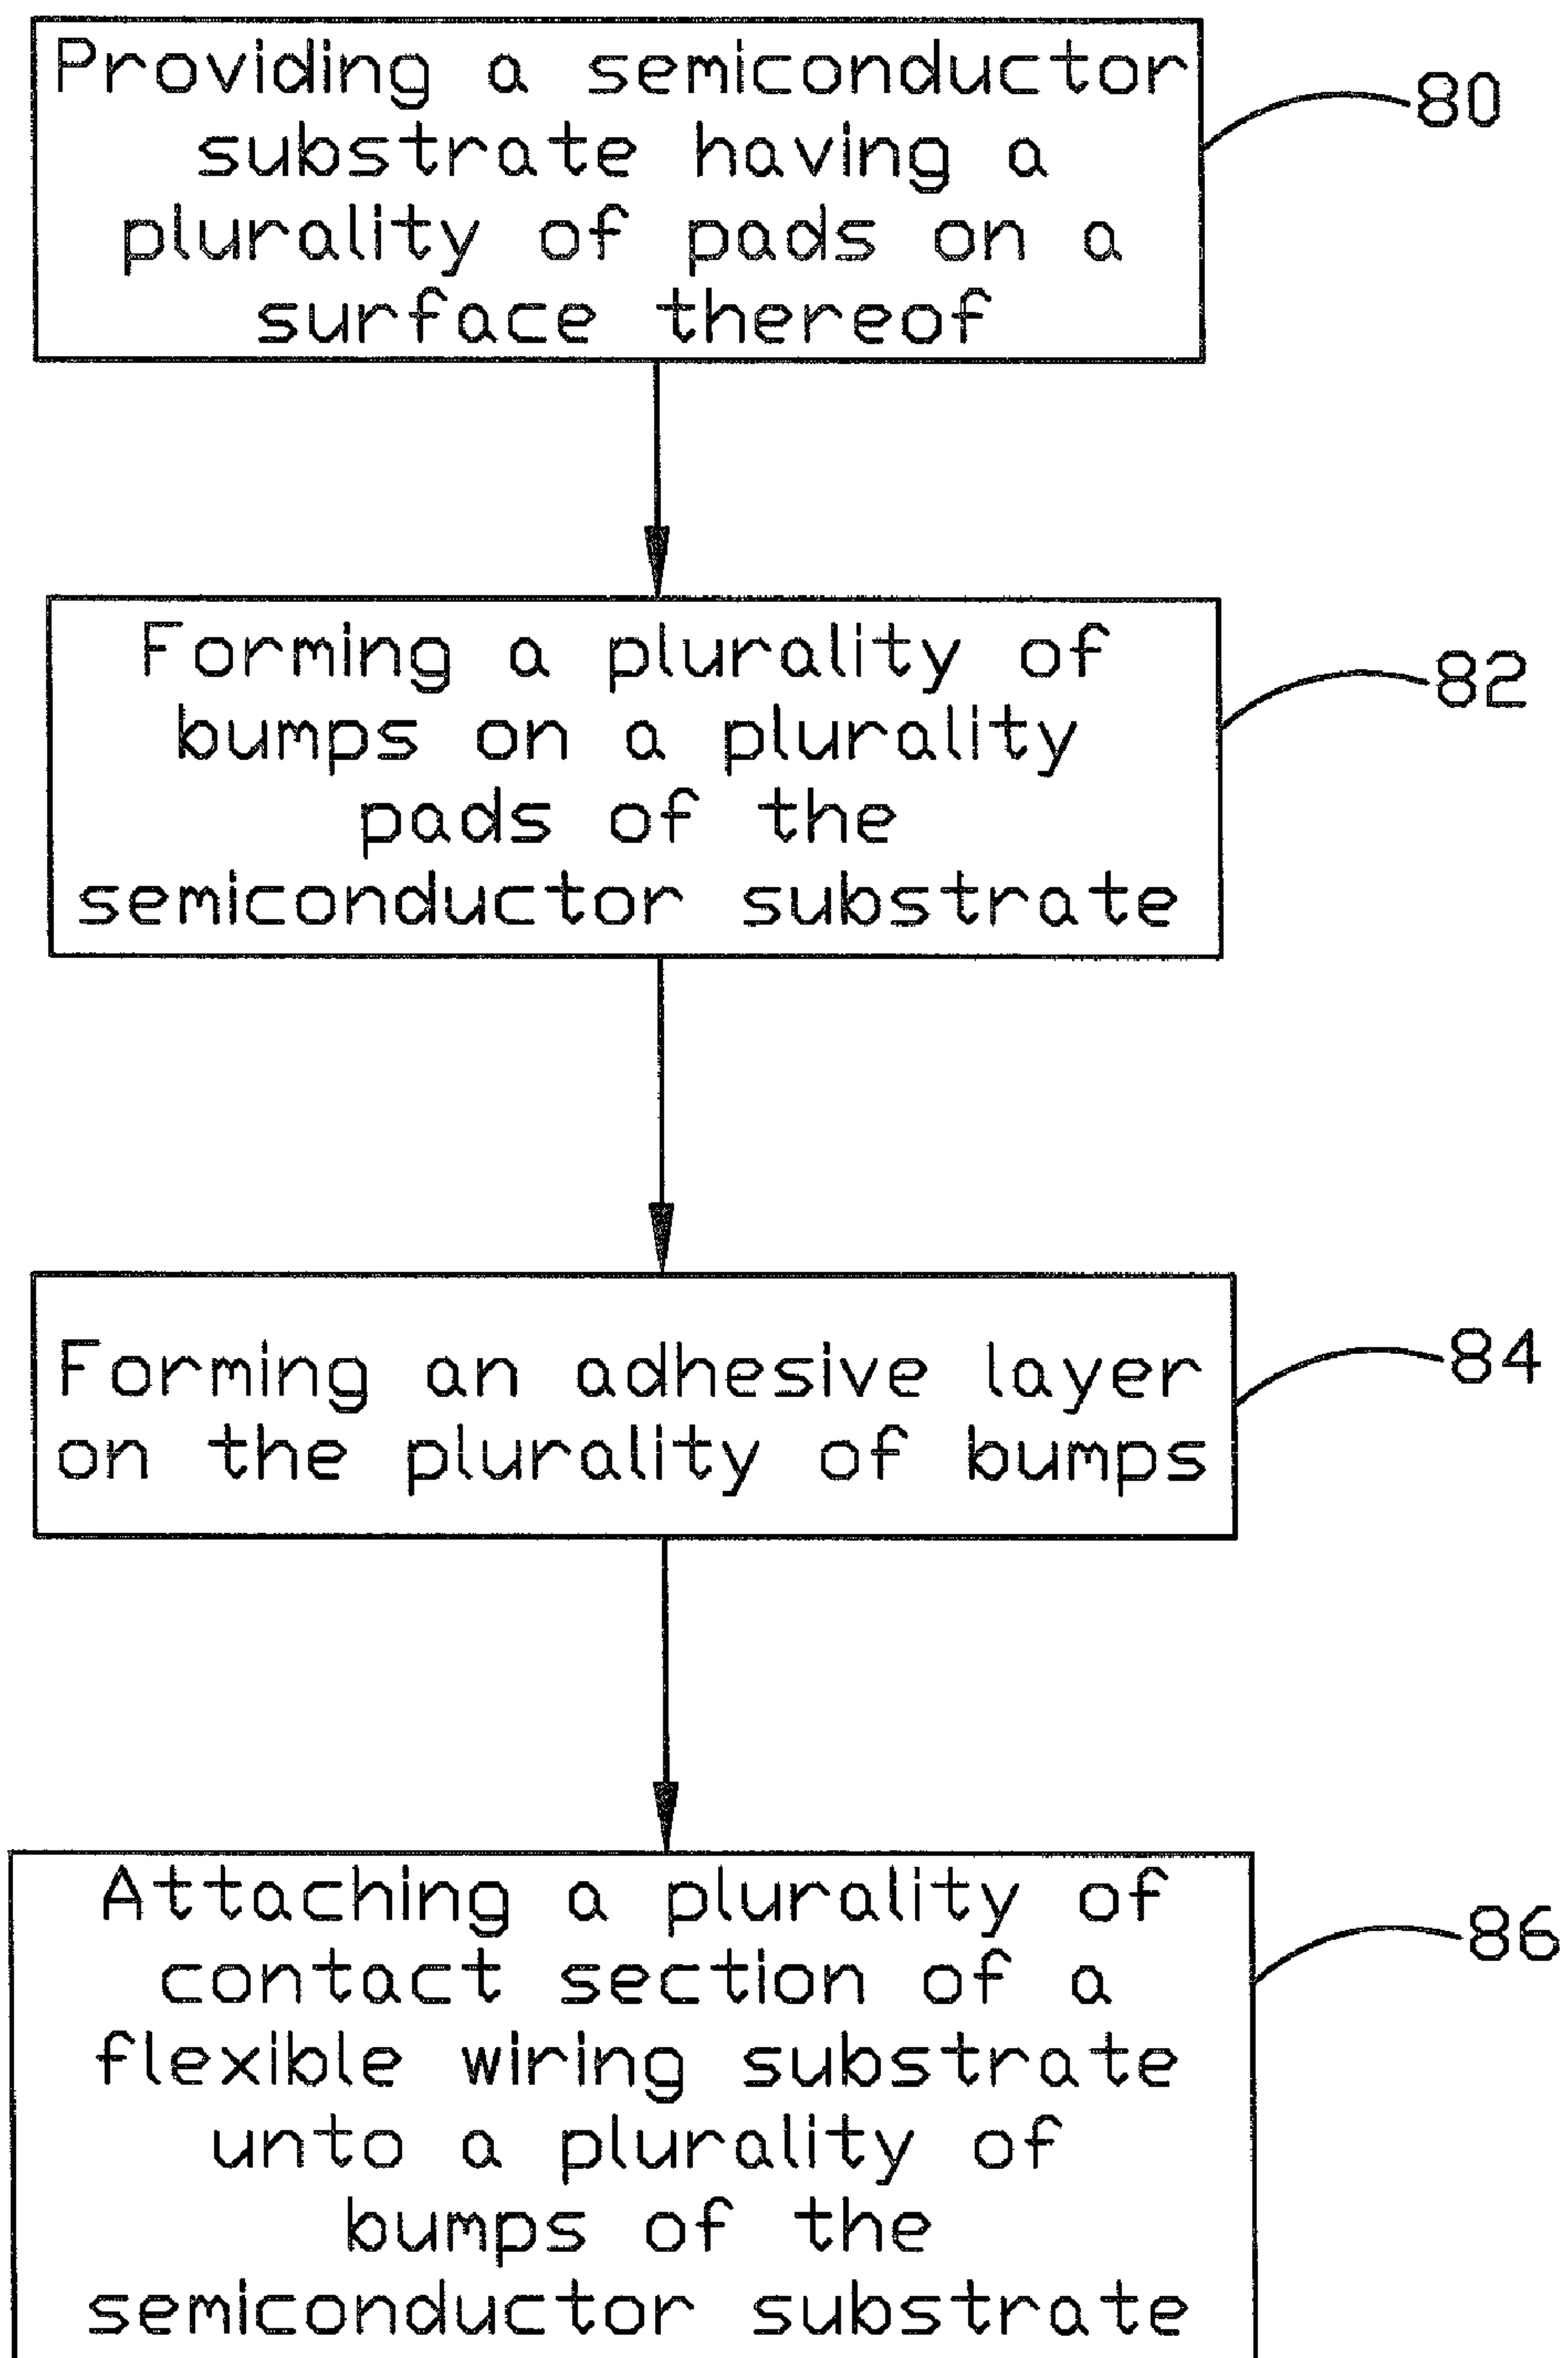 Providing a semiconductor
substrate having a
plurality of pads on a
surface thereof
80
Forming a plurality of
bumps on a plurality
pads of the
semiconductor substrate
82
Forming an adhesive layer
on the plurality of bumps
84
Attaching a plurality of
contact section of a
flexible wiring substrate
unto a plurality of
bumps of the
semiconductor substrate
86